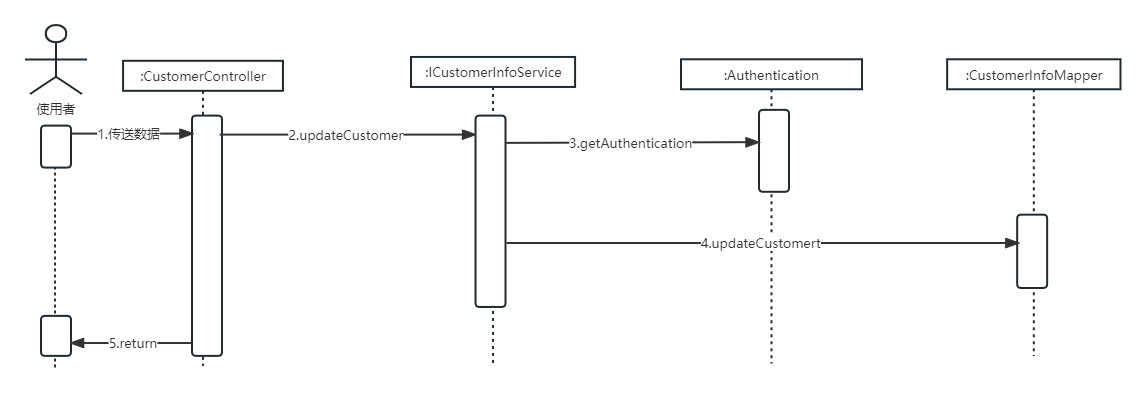 :CustomerController
:ICustomerInfoService
:Authentication
:CustomerInfoMapper
使用者
1.传送数据
2.updateCustomer
3.getAuthentication
4.updateCustomert
5.return